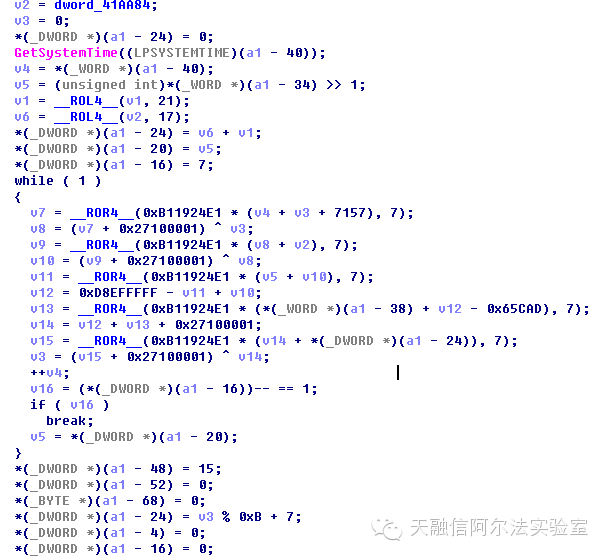 v2 = dword_41AA84;
v3 = 0;
*(_DWORD *)(a1 - 24) = 0;
GetSystemTime((LPSYSTEMTIME)(a1 - 40));
v4 = *(_WORD *)(a1 - 40);
v5 = (unsigned int)*(_WORD *)(a1 - 34) >> 1;
v1 = __ROL4__(v1, 21);
v6 = __ROL4__(v2, 17);
*(_DWORD *)(a1 - 24) = v6 + v1;
*(_DWORD *)(a1 - 20) = v5;
*(_DWORD *)(a1 - 16) = 7;
while ( 1 )
{
v7 = __ROR4__(0xB11924E1 * (v4 + v3 + 7157), 7);
v8 = (v7 + 0x27100001) ^ v3;
v9 = __ROR4__(0xB11924E1 * (v8 + v2), 7);
v10 = (v9 + 0x27100001) ^ v8;
v11 = __ROR4__(0xB11924E1 * (v5 + v10), 7);
v12 = 0xD8EFFFFF - v11 + v10;
v13 = __ROR4__(0xB11924E1 * (*(_WORD *)(a1 - 38) + v12 - 0x65CAD), 7);
v14 = v12 + v13 + 0x27100001;
v15 = __ROR4__(0xB11924E1 * (v14 + *(_DWORD *)(a1 - 24)), 7);
v3 = (v15 + 0x27100001) ^ v14;
++v4;
v16 = (*(_DWORD *)(a1 - 16))-- == 1;
if ( v16 )
break;
v5 = *(_DWORD *)(a1 - 20);
}
*(_DWORD *)(a1 - 48) = 15;
*(_DWORD *)(a1 - 52) = 0;
*(_BYTE *)(a1 - 68) = 0;
*(_DWORD *)(a1 - 24) = v3 % 0xB + 7;
*(_DWORD *)(a1 - 4) = 0;
*(_DWORD *)(a1 - 16) = 0;
天融信阿尔法实验室